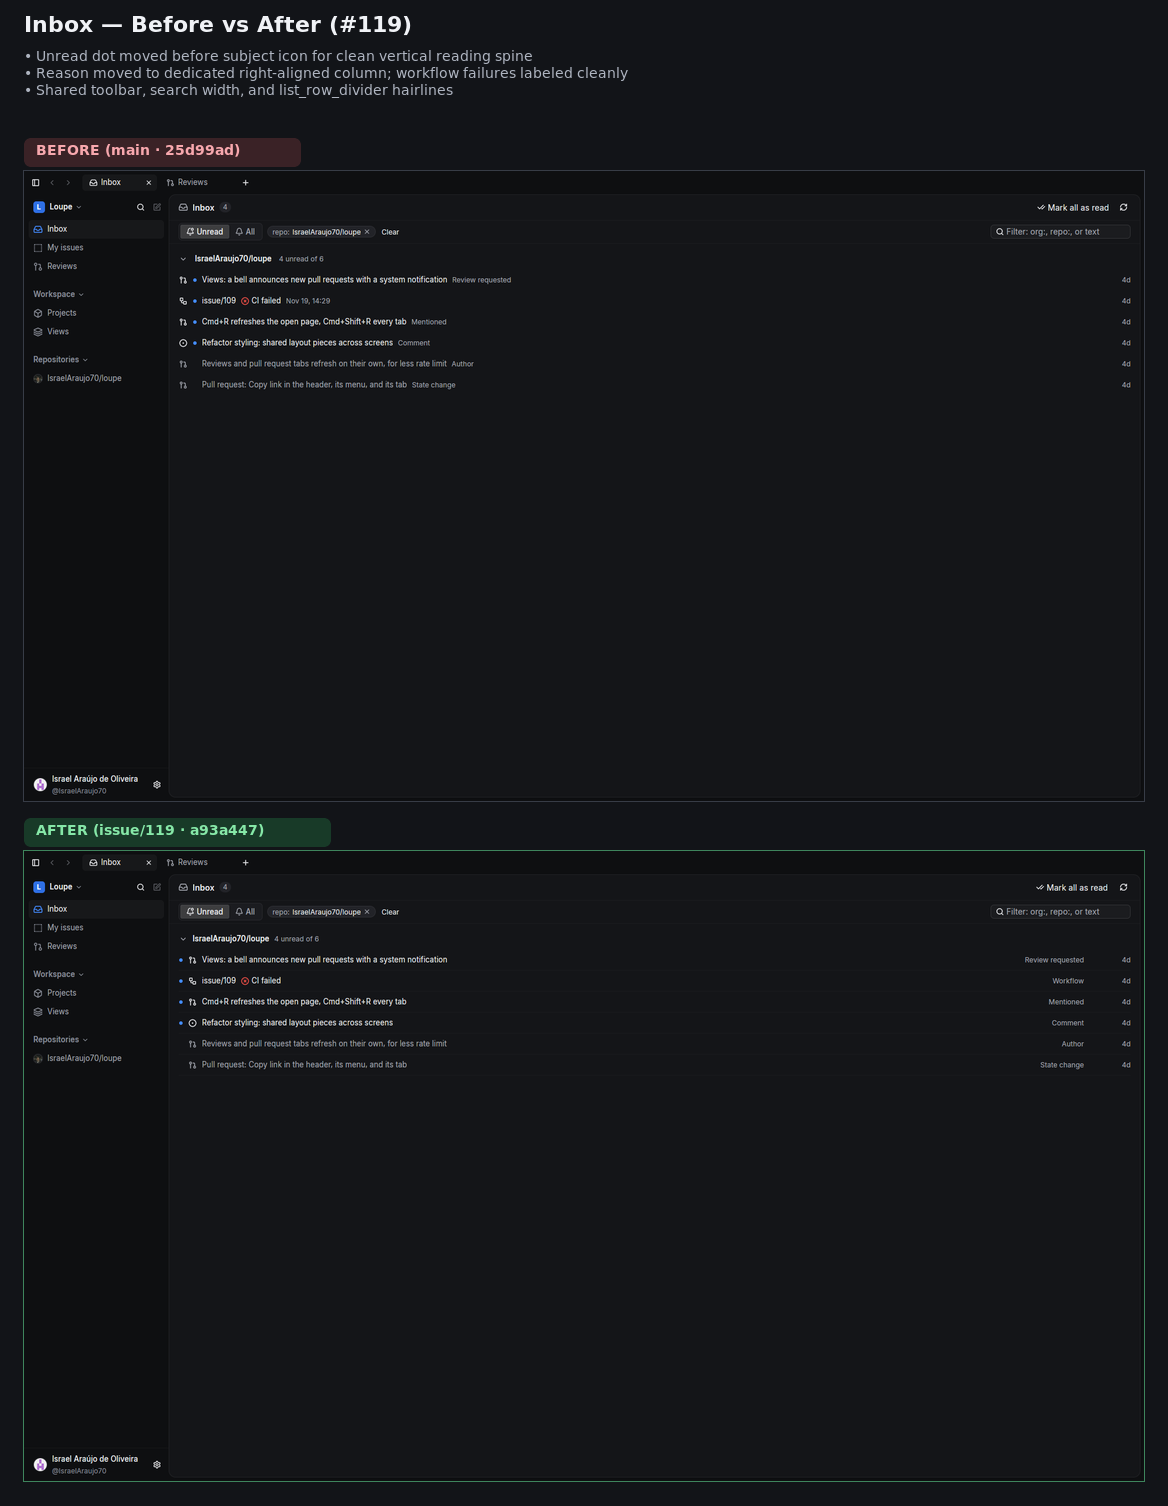 Inbox — Before vs After (#119)
• Unread dot moved before subject icon for clean vertical reading spine
• Reason moved to dedicated right-aligned column; workflow failures labeled cleanly
• Shared toolbar, search width, and list_row_divider hairlines
BEFORE (main · 25d99ad)
Inbox × Reviews +
L Loupe
Inbox
My issues
Reviews
Workspace
Projects
Views
Repositories
IsraelAraujo70/loupe
Israel Araújo de Oliveira
@IsraelAraujo70
Inbox 4 Mark all as read
Unread All repo: IsraelAraujo70/loupe × Clear Filter: org:, repo:, or text
IsraelAraujo70/loupe 4 unread of 6
Views: a bell announces new pull requests with a system notification Review requested 4d
issue/109 CI failed Nov 19, 14:29 4d
Cmd+R refreshes the open page, Cmd+Shift+R every tab Mentioned 4d
Refactor styling: shared layout pieces across screens Comment 4d
Reviews and pull request tabs refresh on their own, for less rate limit Author 4d
Pull request: Copy link in the header, its menu, and its tab State change 4d
AFTER (issue/119 · a93a447)
Inbox × Reviews +
L Loupe
Inbox
My issues
Reviews
Workspace
Projects
Views
Repositories
IsraelAraujo70/loupe
Israel Araújo de Oliveira
@IsraelAraujo70
Inbox 4 Mark all as read
Unread All repo: IsraelAraujo70/loupe × Clear Filter: org:, repo:, or text
IsraelAraujo70/loupe 4 unread of 6
Views: a bell announces new pull requests with a system notification Review requested 4d
issue/109 CI failed Workflow 4d
Cmd+R refreshes the open page, Cmd+Shift+R every tab Mentioned 4d
Refactor styling: shared layout pieces across screens Comment 4d
Reviews and pull request tabs refresh on their own, for less rate limit Author 4d
Pull request: Copy link in the header, its menu, and its tab State change 4d